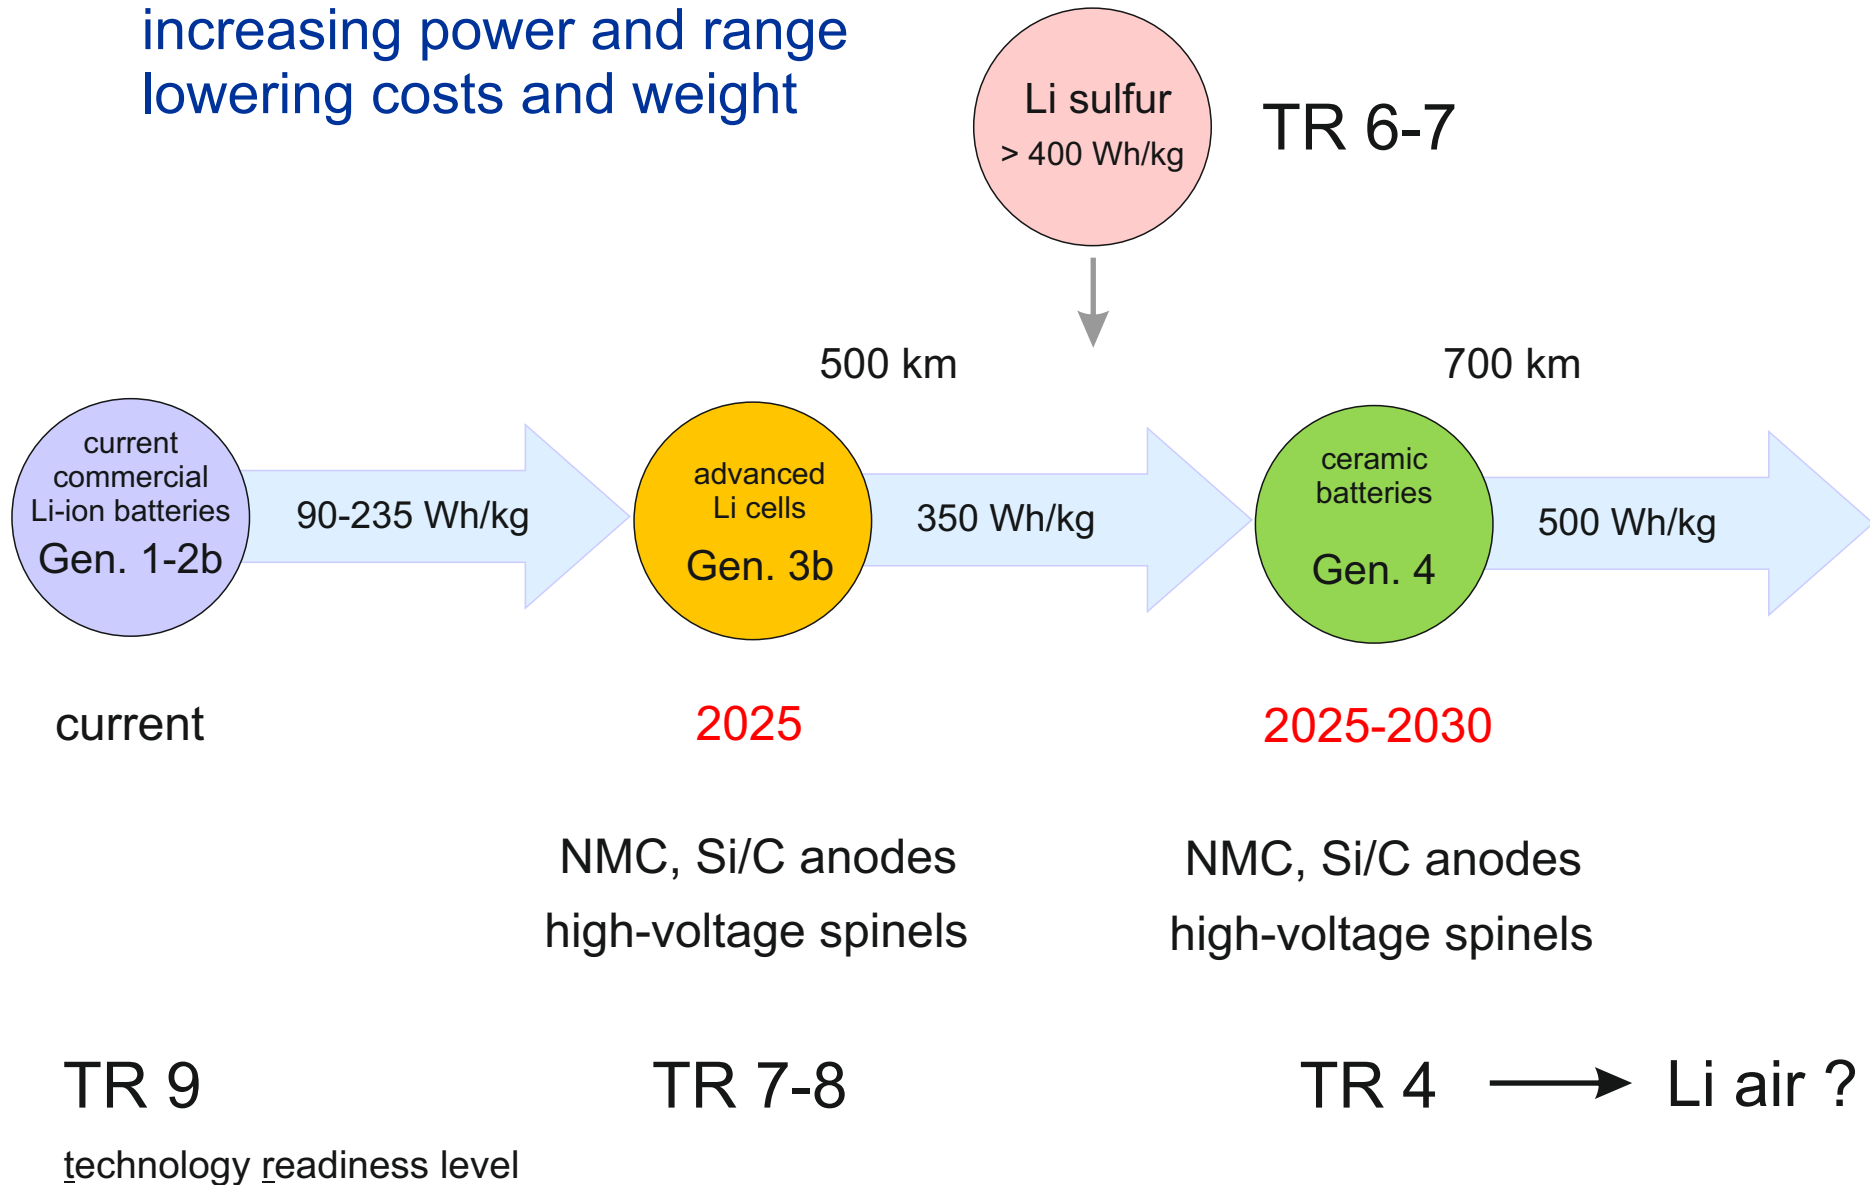 increasing power and range
lowering costs and weight
Li sulfur
> 400 Wh/kg
TR 6-7
500 km
700 km
current
commercial
Li-ion batteries
Gen. 1-2b
90-235 Wh/kg
advanced
Li cells
Gen. 3b
350 Wh/kg
ceramic
batteries
Gen. 4
500 Wh/kg
current
2025
2025-2030
NMC, Si/C anodes
high-voltage spinels
NMC, Si/C anodes
high-voltage spinels
TR 9
TR 7-8
TR 4
Li air ?
technology readiness level